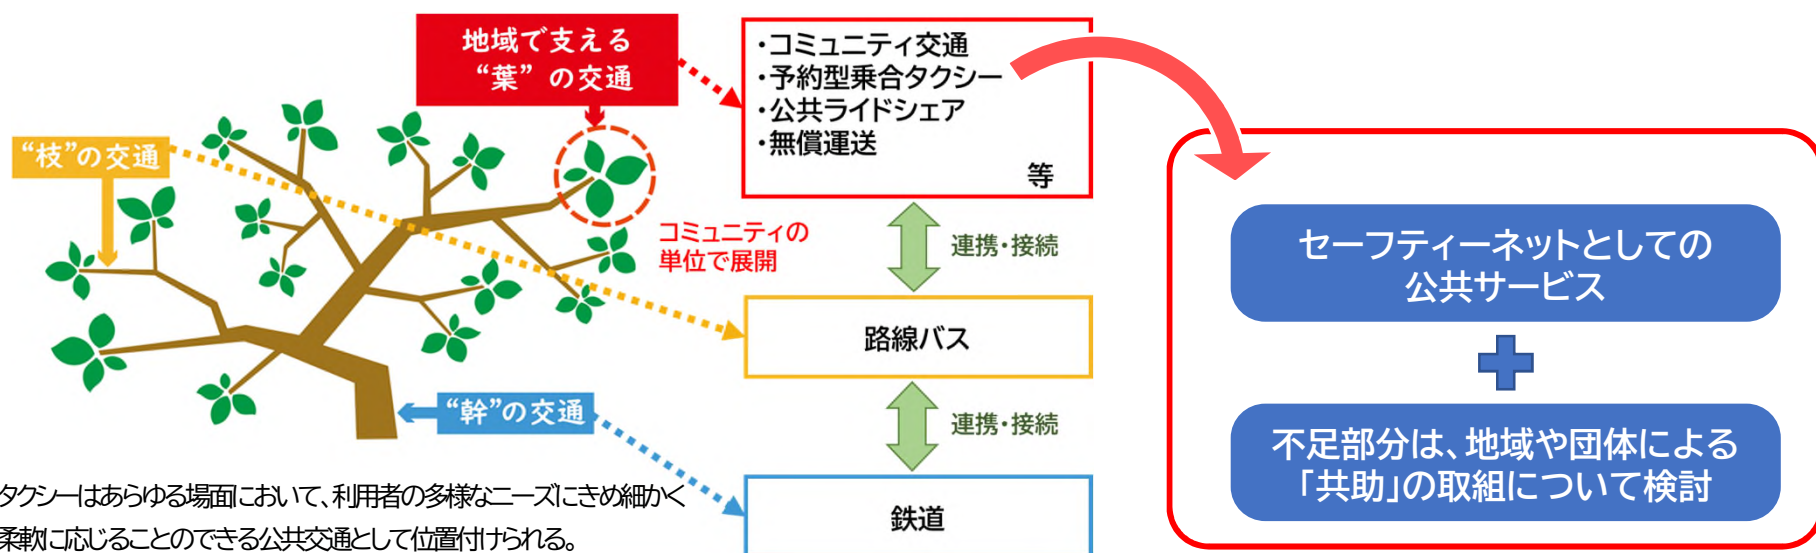 地域で支える
“葉” の交通
“枝”の交通
・コミュニティ交通
・予約型乗合タクシー
・公共ライドシェア
・無償運送
等
コミュニティの
単位で展開
連携・接続
路線バス
連携・接続
“幹”の交通
鉄道
タクシーはあらゆる場面において、利用者の多様なニーズにきめ細かく
柔軟に応じることのできる公共交通として位置付けられる。
セーフティーネットとしての
公共サービス
不足部分は、地域や団体による
「共助」の取組について検討